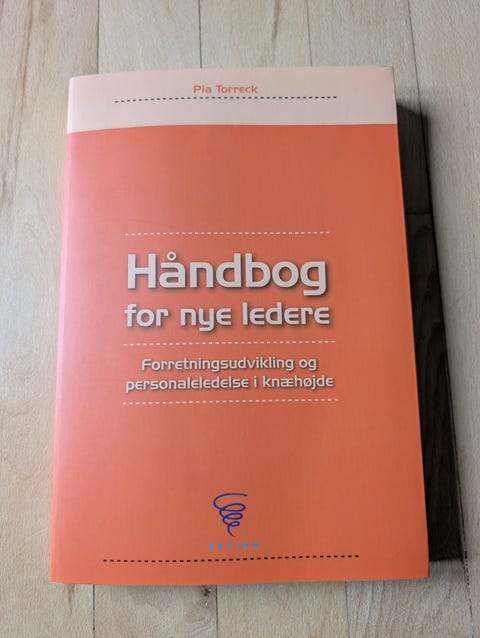 Pia Torreck
Håndbog
for nye ledere
Forretningsudvikling og
personaleledelse i knæhøjde